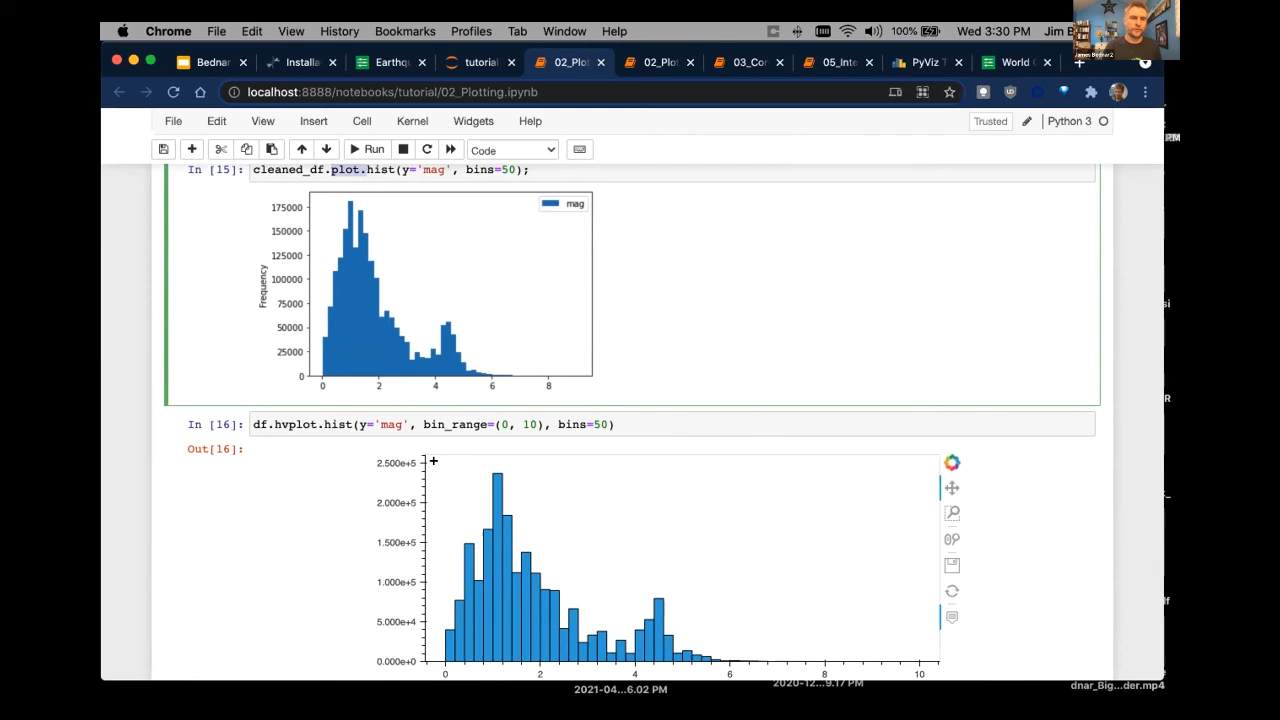 Chrome File Edit View History Bookmarks Profiles Tab Window Help 100% Wed 3:30 PM Jim B
James Bednar2
Bednar Installa tutorial 02_Plot 02_Plot 03_Cor 05_Inte PyViz T World
localhost:8888/notebooks/tutorial/02_Plotting.ipynb
File Edit View Insert Cell Kernel Widgets Help Trusted Python 3
Run Code
In [15]: cleaned_df.plot.hist(y='mag', bins=50);
mag
175000
150000
125000
100000
75000
50000
25000
0
Frequency
0 2 4 6 8
In [16]: df.hvplot.hist(y='mag', bin_range=(0, 10), bins=50)
Out[16]:
2.500e+5
2.000e+5
1.500e+5
1.000e+5
5.000e+4
0.000e+0
0 2 4 6 8 10
2021-04...6.02 PM 2020-12...9.17 PM dnar_Big...der.mp4